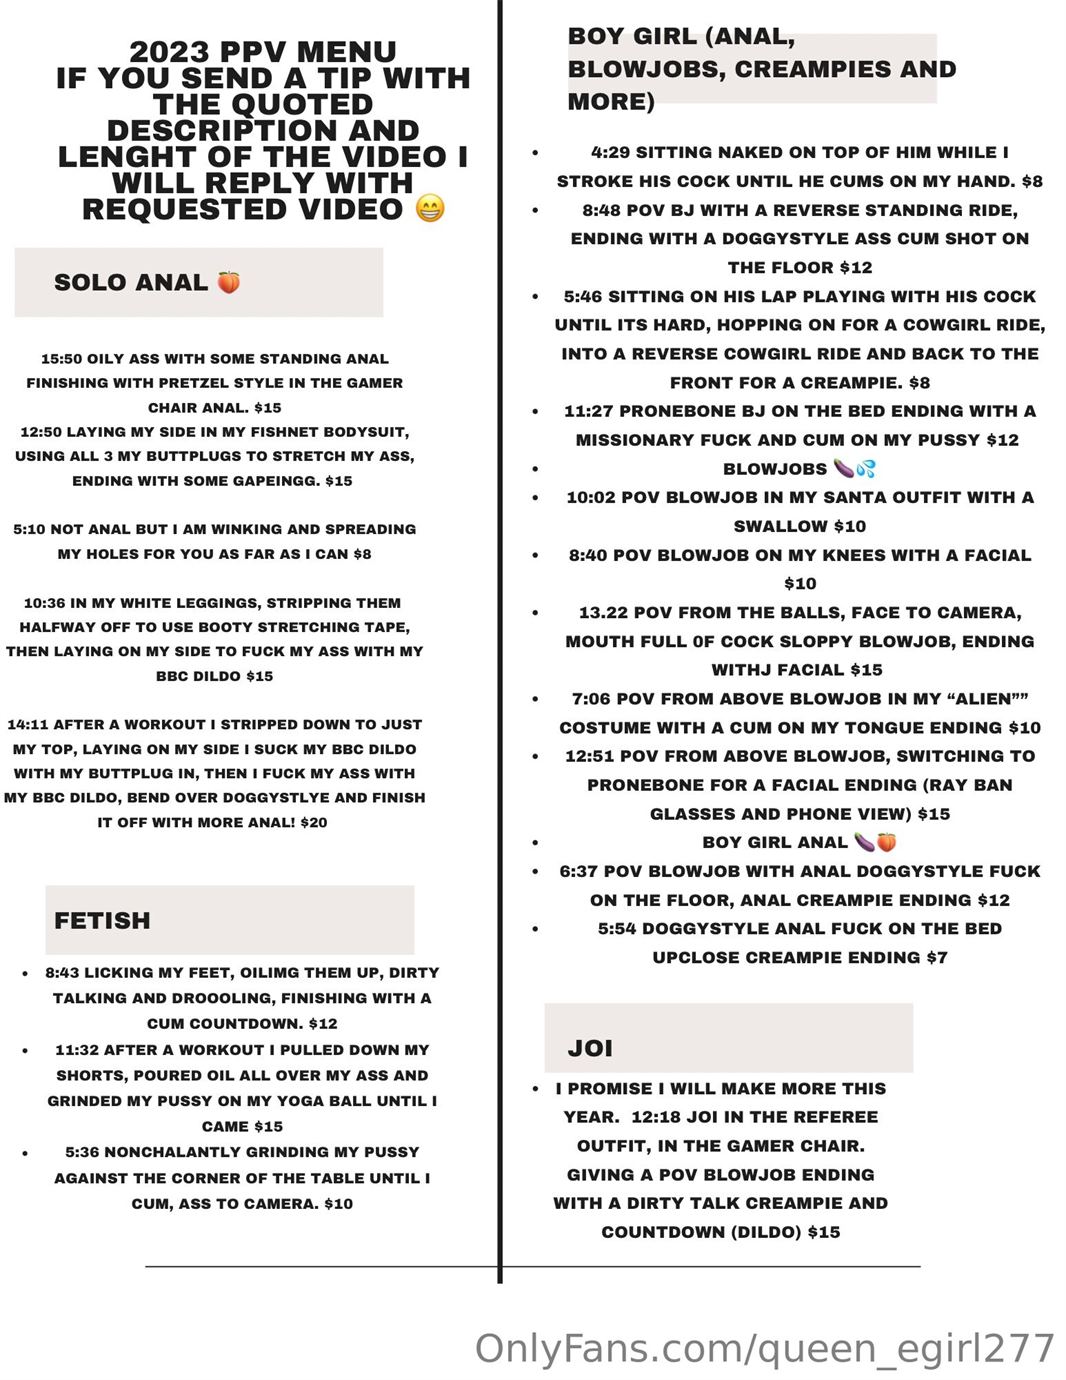 2023 PPV MENU
IF YOU SEND A TIP WITH
THE QUOTED
DESCRIPTION AND
LENGHT OF THE VIDEO I
WILL REPLY WITH
REQUESTED VIDEO 😁
SOLO ANAL 🍑
15:50 OILY ASS WITH SOME STANDING ANAL
FINISHING WITH PRETZEL STYLE IN THE GAMER
CHAIR ANAL. $15
12:50 LAYING MY SIDE IN MY FISHNET BODYSUIT,
USING ALL 3 MY BUTTPLUGS TO STRETCH MY ASS,
ENDING WITH SOME GAPEINGG. $15
5:10 NOT ANAL BUT I AM WINKING AND SPREADING
MY HOLES FOR YOU AS FAR AS I CAN $8
10:36 IN MY WHITE LEGGINGS, STRIPPING THEM
HALFWAY OFF TO USE BOOTY STRETCHING TAPE,
THEN LAYING ON MY SIDE TO FUCK MY ASS WITH MY
BBC DILDO $15
14:11 AFTER A WORKOUT I STRIPPED DOWN TO JUST
MY TOP, LAYING ON MY SIDE I SUCK MY BBC DILDO
WITH MY BUTTPLUG IN, THEN I FUCK MY ASS WITH
MY BBC DILDO, BEND OVER DOGGYSTLYE AND FINISH
IT OFF WITH MORE ANAL! $20
FETISH
• 8:43 LICKING MY FEET, OILIMG THEM UP, DIRTY
TALKING AND DROOOLING, FINISHING WITH A
CUM COUNTDOWN. $12
• 11:32 AFTER A WORKOUT I PULLED DOWN MY
SHORTS, POURED OIL ALL OVER MY ASS AND
GRINDED MY PUSSY ON MY YOGA BALL UNTIL I
CAME $15
• 5:36 NONCHALANTLY GRINDING MY PUSSY
AGAINST THE CORNER OF THE TABLE UNTIL I
CUM, ASS TO CAMERA. $10
BOY GIRL (ANAL,
BLOWJOBS, CREAMPIES AND
MORE)
• 4:29 SITTING NAKED ON TOP OF HIM WHILE I
STROKE HIS COCK UNTIL HE CUMS ON MY HAND. $8
• 8:48 POV BJ WITH A REVERSE STANDING RIDE,
ENDING WITH A DOGGYSTYLE ASS CUM SHOT ON
THE FLOOR $12
• 5:46 SITTING ON HIS LAP PLAYING WITH HIS COCK
UNTIL ITS HARD, HOPPING ON FOR A COWGIRL RIDE,
INTO A REVERSE COWGIRL RIDE AND BACK TO THE
FRONT FOR A CREAMPIE. $8
• 11:27 PRONEBONE BJ ON THE BED ENDING WITH A
MISSIONARY FUCK AND CUM ON MY PUSSY $12
• BLOWJOBS 🍆💦
• 10:02 POV BLOWJOB IN MY SANTA OUTFIT WITH A
SWALLOW $10
• 8:40 POV BLOWJOB ON MY KNEES WITH A FACIAL
$10
• 13.22 POV FROM THE BALLS, FACE TO CAMERA,
MOUTH FULL 0F COCK SLOPPY BLOWJOB, ENDING
WITHJ FACIAL $15
• 7:06 POV FROM ABOVE BLOWJOB IN MY “ALIEN””
COSTUME WITH A CUM ON MY TONGUE ENDING $10
• 12:51 POV FROM ABOVE BLOWJOB, SWITCHING TO
PRONEBONE FOR A FACIAL ENDING (RAY BAN
GLASSES AND PHONE VIEW) $15
• BOY GIRL ANAL 🍆🍑
• 6:37 POV BLOWJOB WITH ANAL DOGGYSTYLE FUCK
ON THE FLOOR, ANAL CREAMPIE ENDING $12
• 5:54 DOGGYSTYLE ANAL FUCK ON THE BED
UPCLOSE CREAMPIE ENDING $7
JOI
• I PROMISE I WILL MAKE MORE THIS
YEAR. 12:18 JOI IN THE REFEREE
OUTFIT, IN THE GAMER CHAIR.
GIVING A POV BLOWJOB ENDING
WITH A DIRTY TALK CREAMPIE AND
COUNTDOWN (DILDO) $15
OnlyFans.com/queen_egirl277